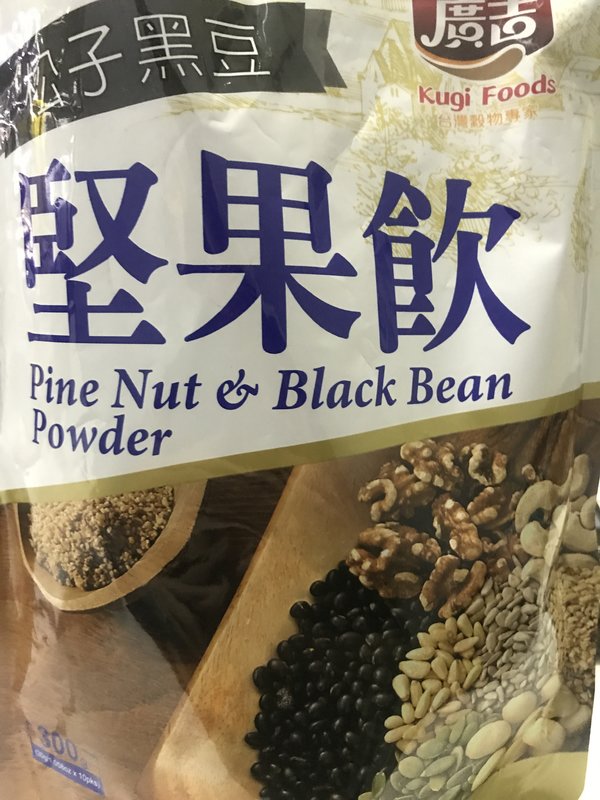 松子黑豆
廣吉
Kugi Foods
台灣穀物專家
堅果飲
Pine Nut & Black Bean
Powder
300g